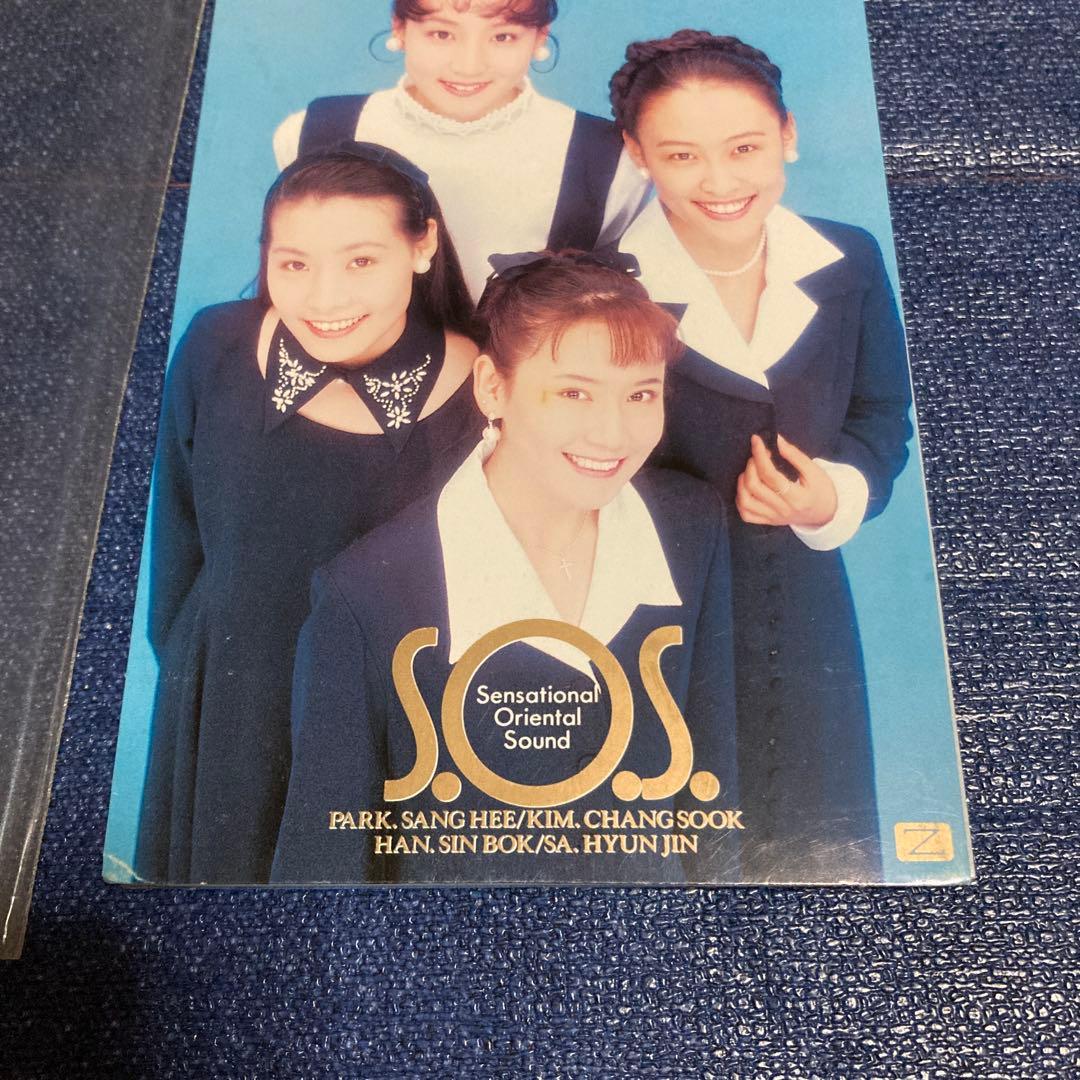 S.O.S.
Sensational
Oriental
Sound
PARK. SANG HEE/KIM. CHANG SOOK
HAN. SIN BOK/SA. HYUN JIN
Z